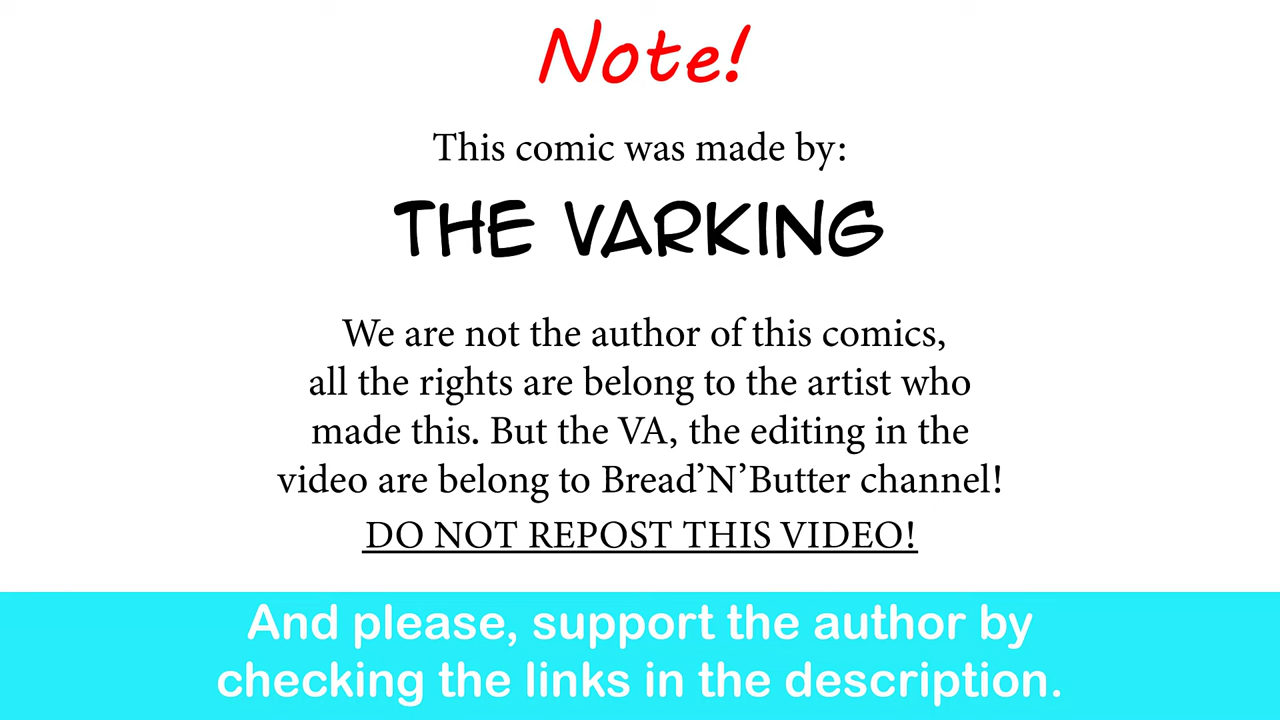 Note!
This comic was made by:
THE VARKING
We are not the author of this comics,
all the rights are belong to the artist who
made this. But the VA, the editing in the
video are belong to Bread’N’Butter channel!
DO NOT REPOST THIS VIDEO!
And please, support the author by
checking the links in the description.